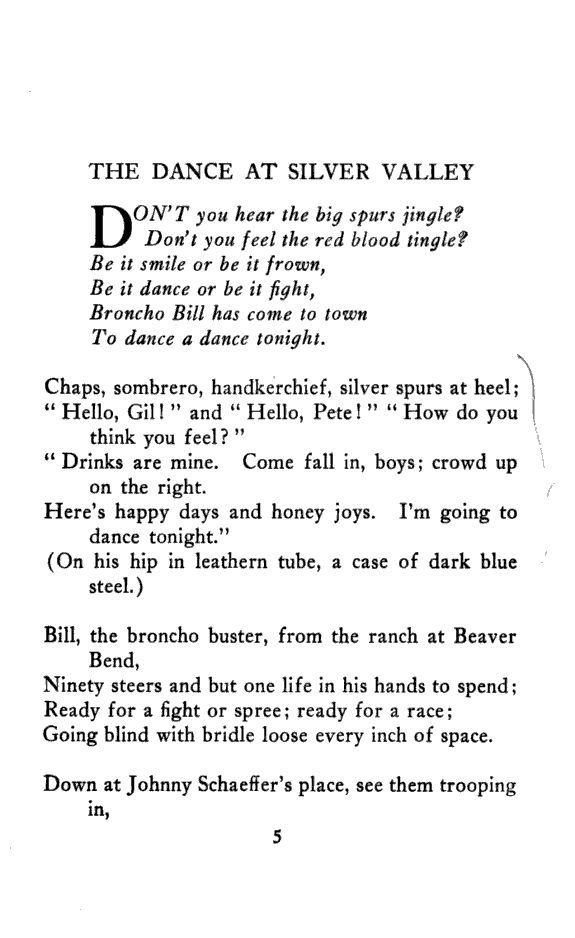 THE DANCE AT SILVER VALLEY
DON'T you hear the big spurs jingle?
Don't you feel the red blood tingle?
Be it smile or be it frown,
Be it dance or be it fight,
Broncho Bill has come to town
To dance a dance tonight.
Chaps, sombrero, handkerchief, silver spurs at heel;
" Hello, Gil! " and " Hello, Pete! " " How do you
think you feel? "
" Drinks are mine. Come fall in, boys; crowd up
on the right.
Here's happy days and honey joys. I'm going to
dance tonight."
(On his hip in leathern tube, a case of dark blue
steel.)
Bill, the broncho buster, from the ranch at Beaver
Bend,
Ninety steers and but one life in his hands to spend;
Ready for a fight or spree; ready for a race;
Going blind with bridle loose every inch of space.
Down at Johnny Schaeffer's place, see them trooping
in,
5